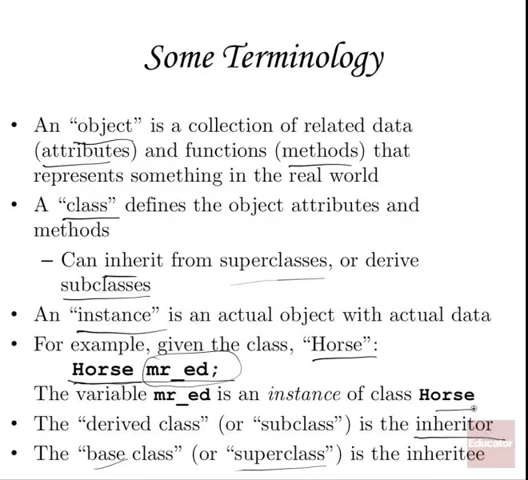 Some Terminology
• An “object” is a collection of related data
(attributes) and functions (methods) that
represents something in the real world
• A “class” defines the object attributes and
methods
– Can inherit from superclasses, or derive
subclasses
• An “instance” is an actual object with actual data
• For example, given the class, “Horse”:
Horse mr_ed;
The variable mr_ed is an instance of class Horse
• The “derived class” (or “subclass”) is the inheritor
Educator
• The “base class” (or “superclass”) is the inheritee